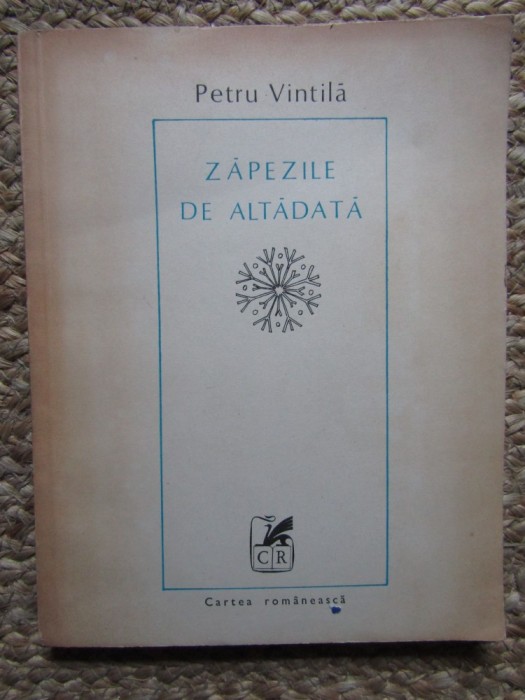 Petru Vintilă
ZĂPEZILE
DE ALTĂDATĂ
CR
Cartea românească